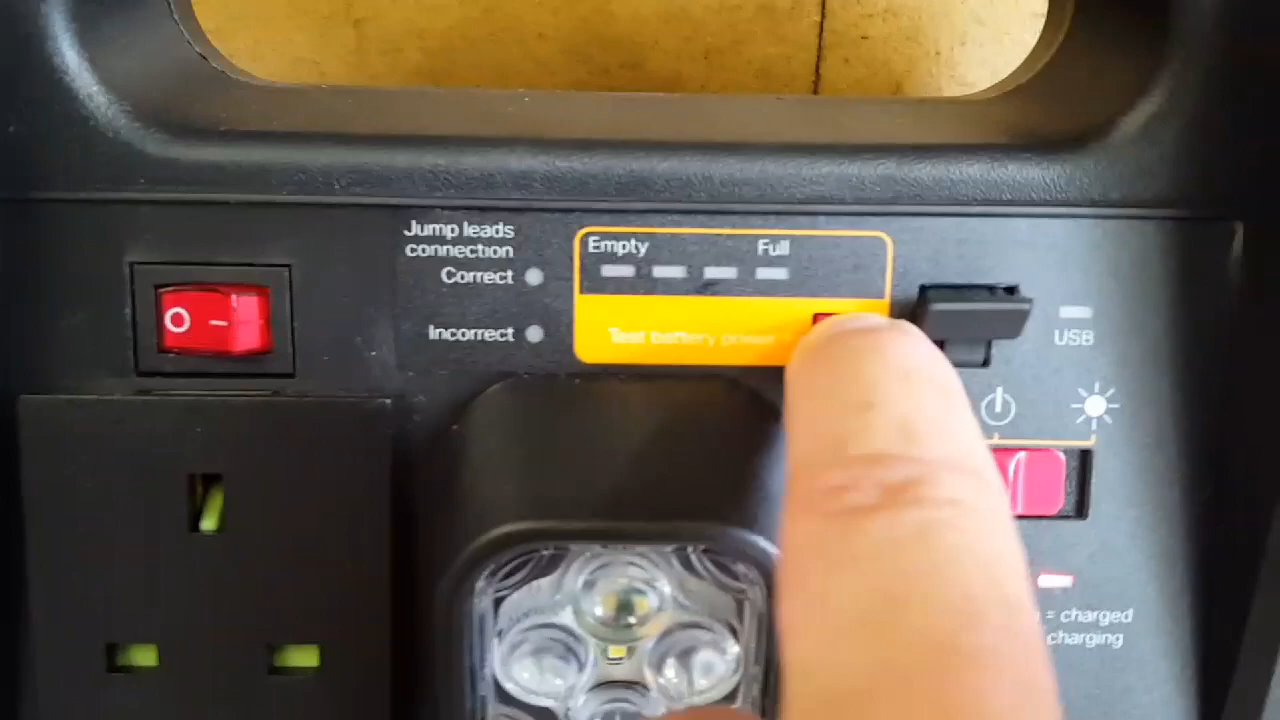 Jump leads
connection
Correct
Incorrect
Empty Full
Test battery power
USB
= charged
charging